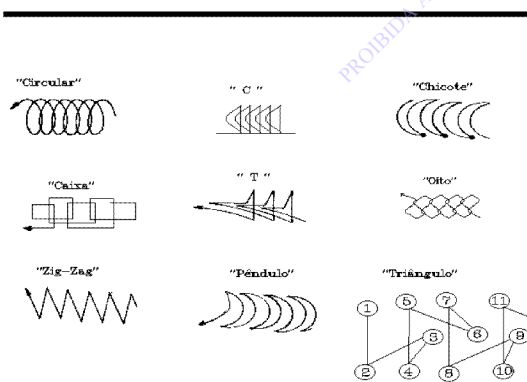 PROIBIDA A
"Circular"
" C "
"Chicote"
"Caixa"
" T "
"Oito"
"Zig-Zag"
"Pêndulo"
"Triângulo"
1
5
7
11
3
6
9
2
4
8
10